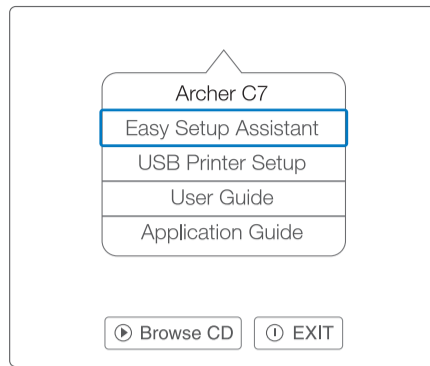 Archer C7
Easy Setup Assistant
USB Printer Setup
User Guide
Application Guide
Browse CD
EXIT